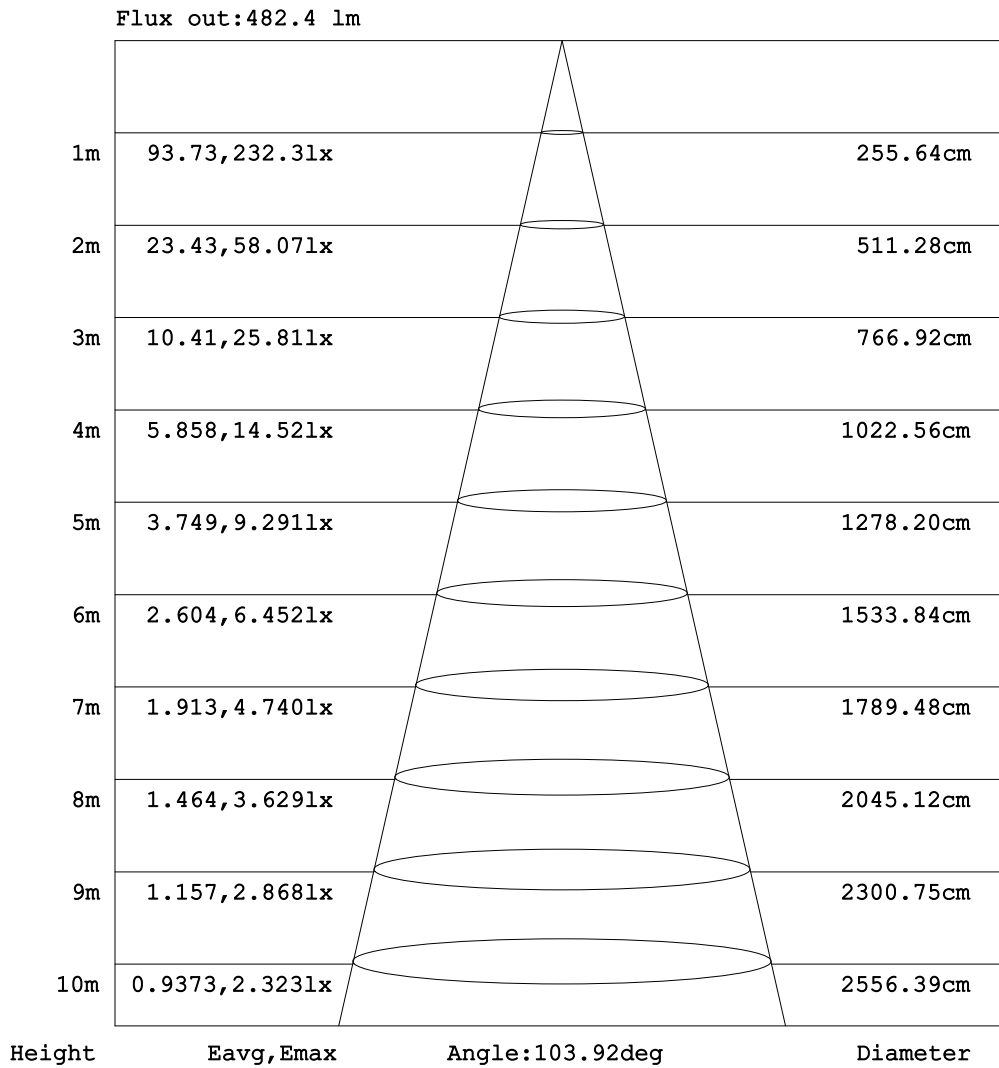 Flux out:482.4 lm
1m 93.73,232.3lx 255.64cm
2m 23.43,58.07lx 511.28cm
3m 10.41,25.81lx 766.92cm
4m 5.858,14.52lx 1022.56cm
5m 3.749,9.291lx 1278.20cm
6m 2.604,6.452lx 1533.84cm
7m 1.913,4.740lx 1789.48cm
8m 1.464,3.629lx 2045.12cm
9m 1.157,2.868lx 2300.75cm
10m 0.9373,2.323lx 2556.39cm
Height Eavg,Emax Angle:103.92deg Diameter